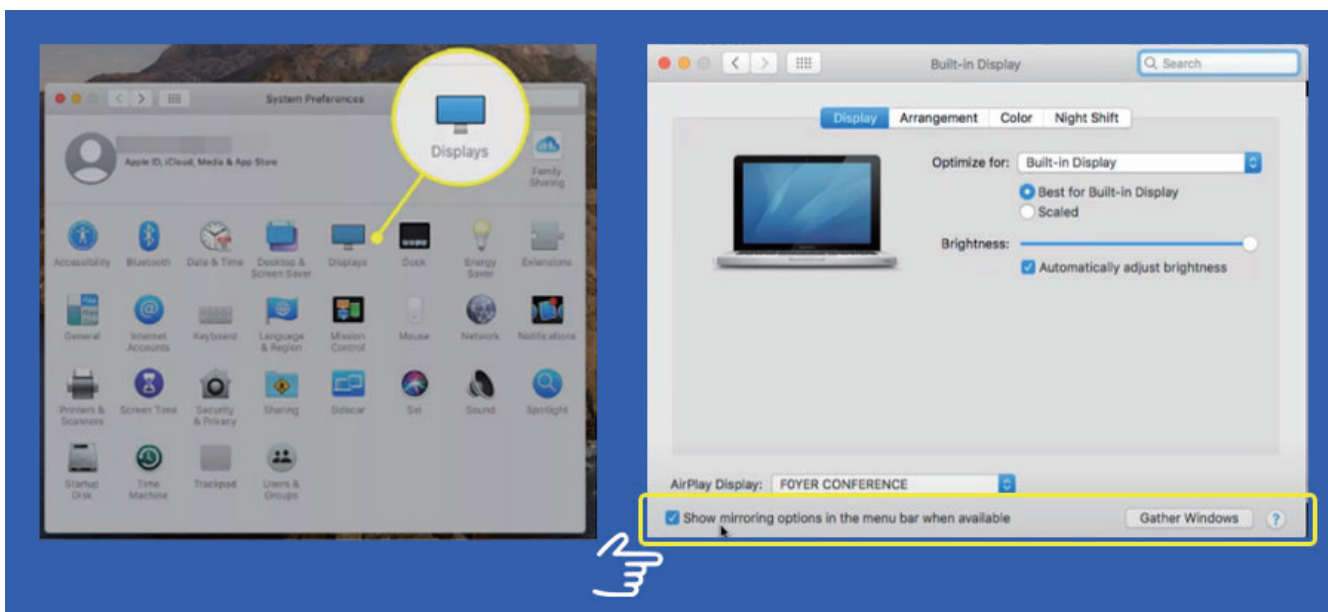 System Preferences
Displays
Apple ID, iCloud, Media & App Store
Family
Sharing
Accessibility
Bluetooth
Date & Time
Desktop &
Screen Saver
Displays
Dock
Energy
Saver
Extensions
General
Internet
Accounts
Keyboard
Language
& Region
Mission
Control
Mouse
Network
Notifications
Printers &
Scanners
Screen Time
Security
& Privacy
Sharing
Sidecar
Siri
Sound
Spotlight
Startup
Disk
Time
Machine
Trackpad
Users &
Groups
Built-in Display
Search
Display Arrangement Color Night Shift
Optimize for: Built-in Display
Best for Built-in Display
Scaled
Brightness:
Automatically adjust brightness
AirPlay Display: FOYER CONFERENCE
Show mirroring options in the menu bar when available Gather Windows ?